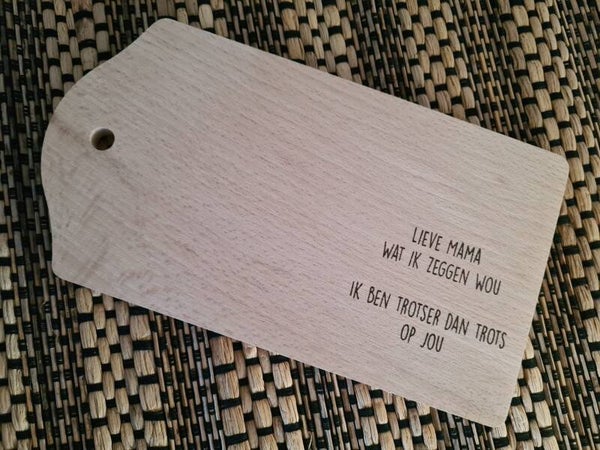 LIEVE MAMA
WAT IK ZEGGEN WOU
IK BEN TROTSER DAN TROTS
OP JOU